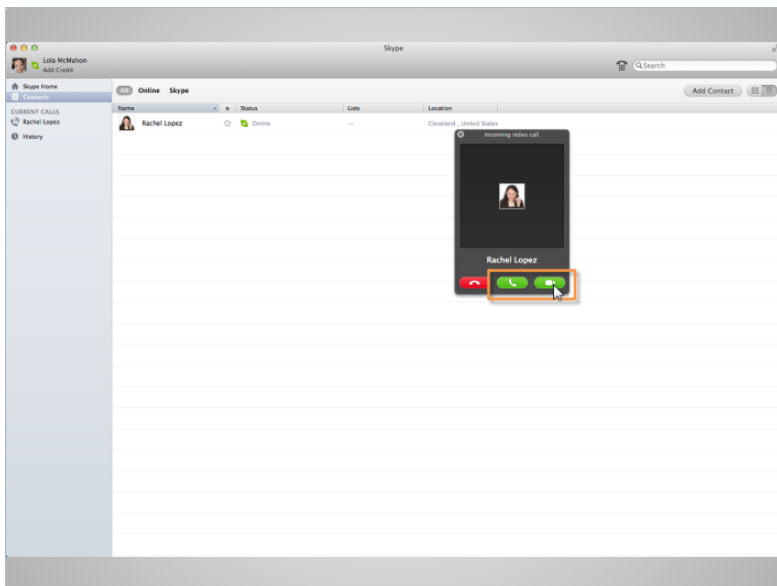 Skype
Lola McMahon
Add Credit
Search
Skype Home
Contacts
CURRENT CALLS
Rachel Lopez
History
All Online Skype
Add Contact
Name Status Lists Location
Rachel Lopez Online -- Cleveland , United States
Incoming video call
Rachel Lopez